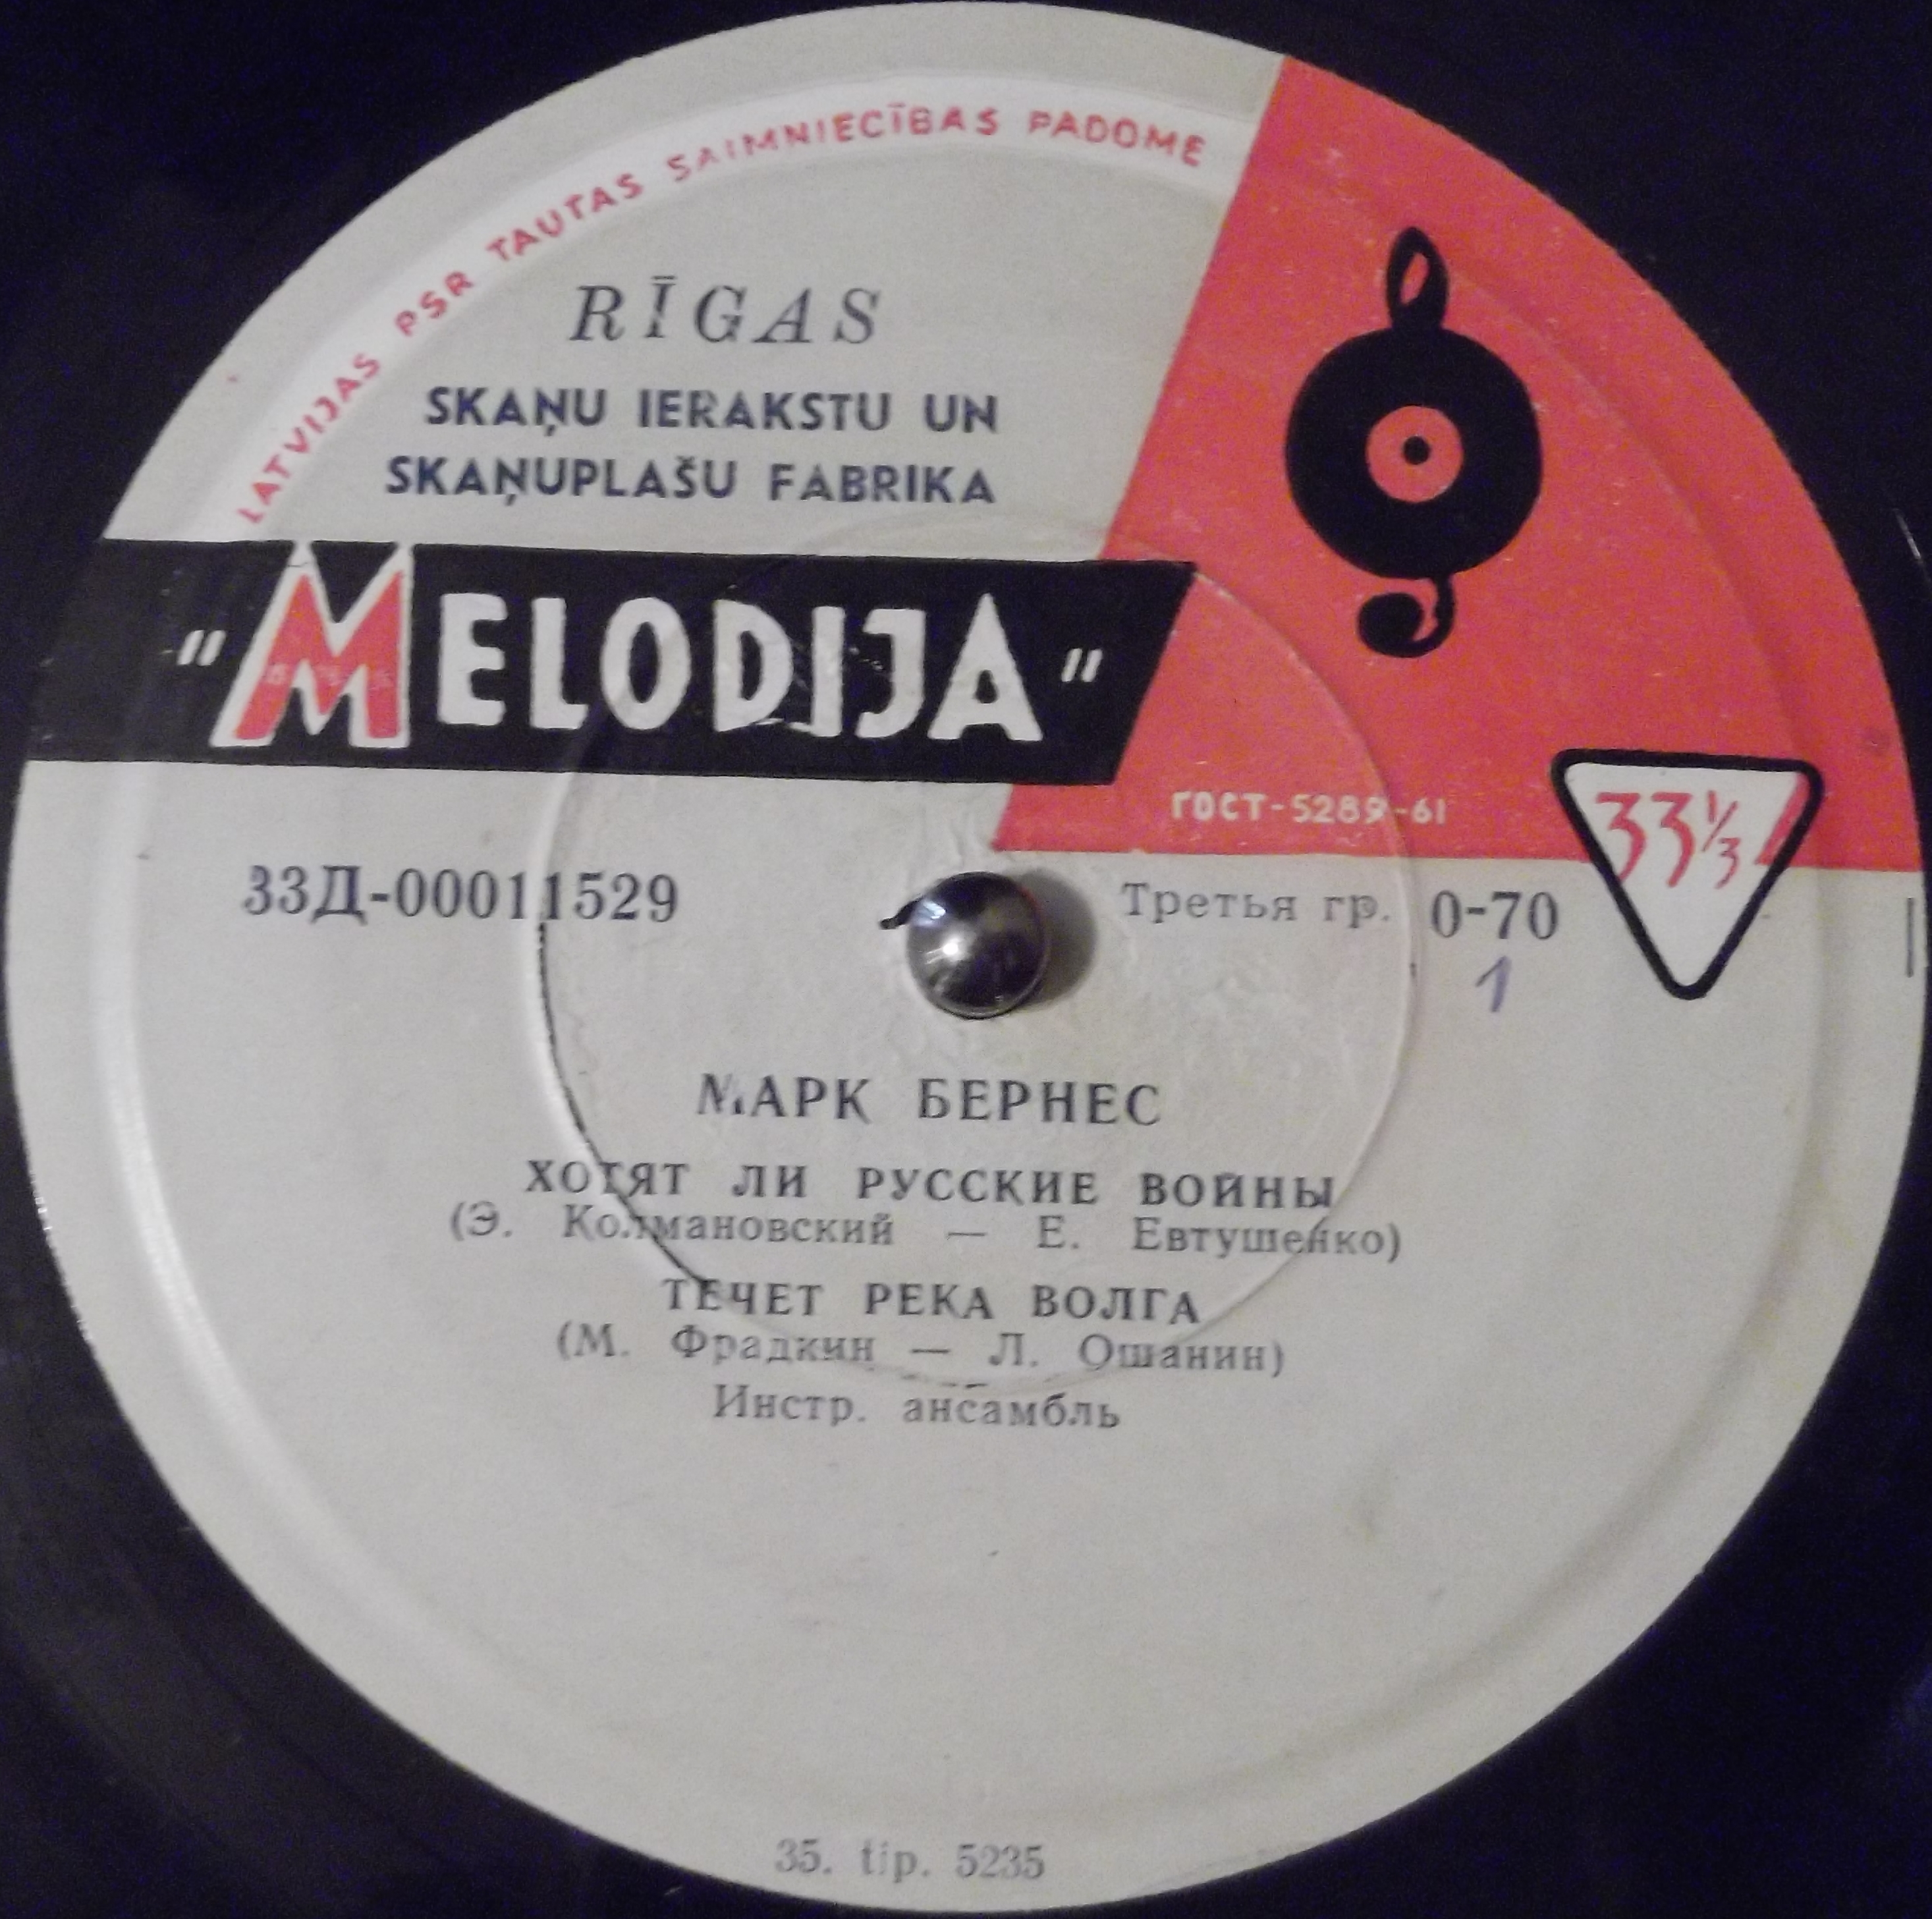 LATVIJAS PSR TAUTAS SAIMNIECĪBAS PADOME
RĪGAS
SKAŅU IERAKSTU UN
SKAŅUPLAŠU FABRIKA
"MELODIJA"
ГОСТ-5289-61
33⅓
33Д-00011529
Третья гр. 0-70
1
МАРК БЕРНЕС
ХОТЯТ ЛИ РУССКИЕ ВОЙНЫ
(Э. Колмановский — Е. Евтушенко)
ТЕЧЕТ РЕКА ВОЛГА
(М. Фрадкин — Л. Ошанин)
Инстр. ансамбль
35. tip. 5235